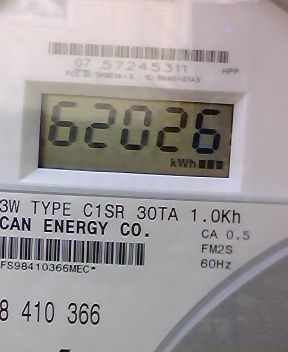 07 57245311
HPP
62026
kWh
3W TYPE C1SR 30TA 1.0Kh
CAN ENERGY CO.
CA 0.5
FM2S
FS98410366MEC*
60Hz
8 410 366